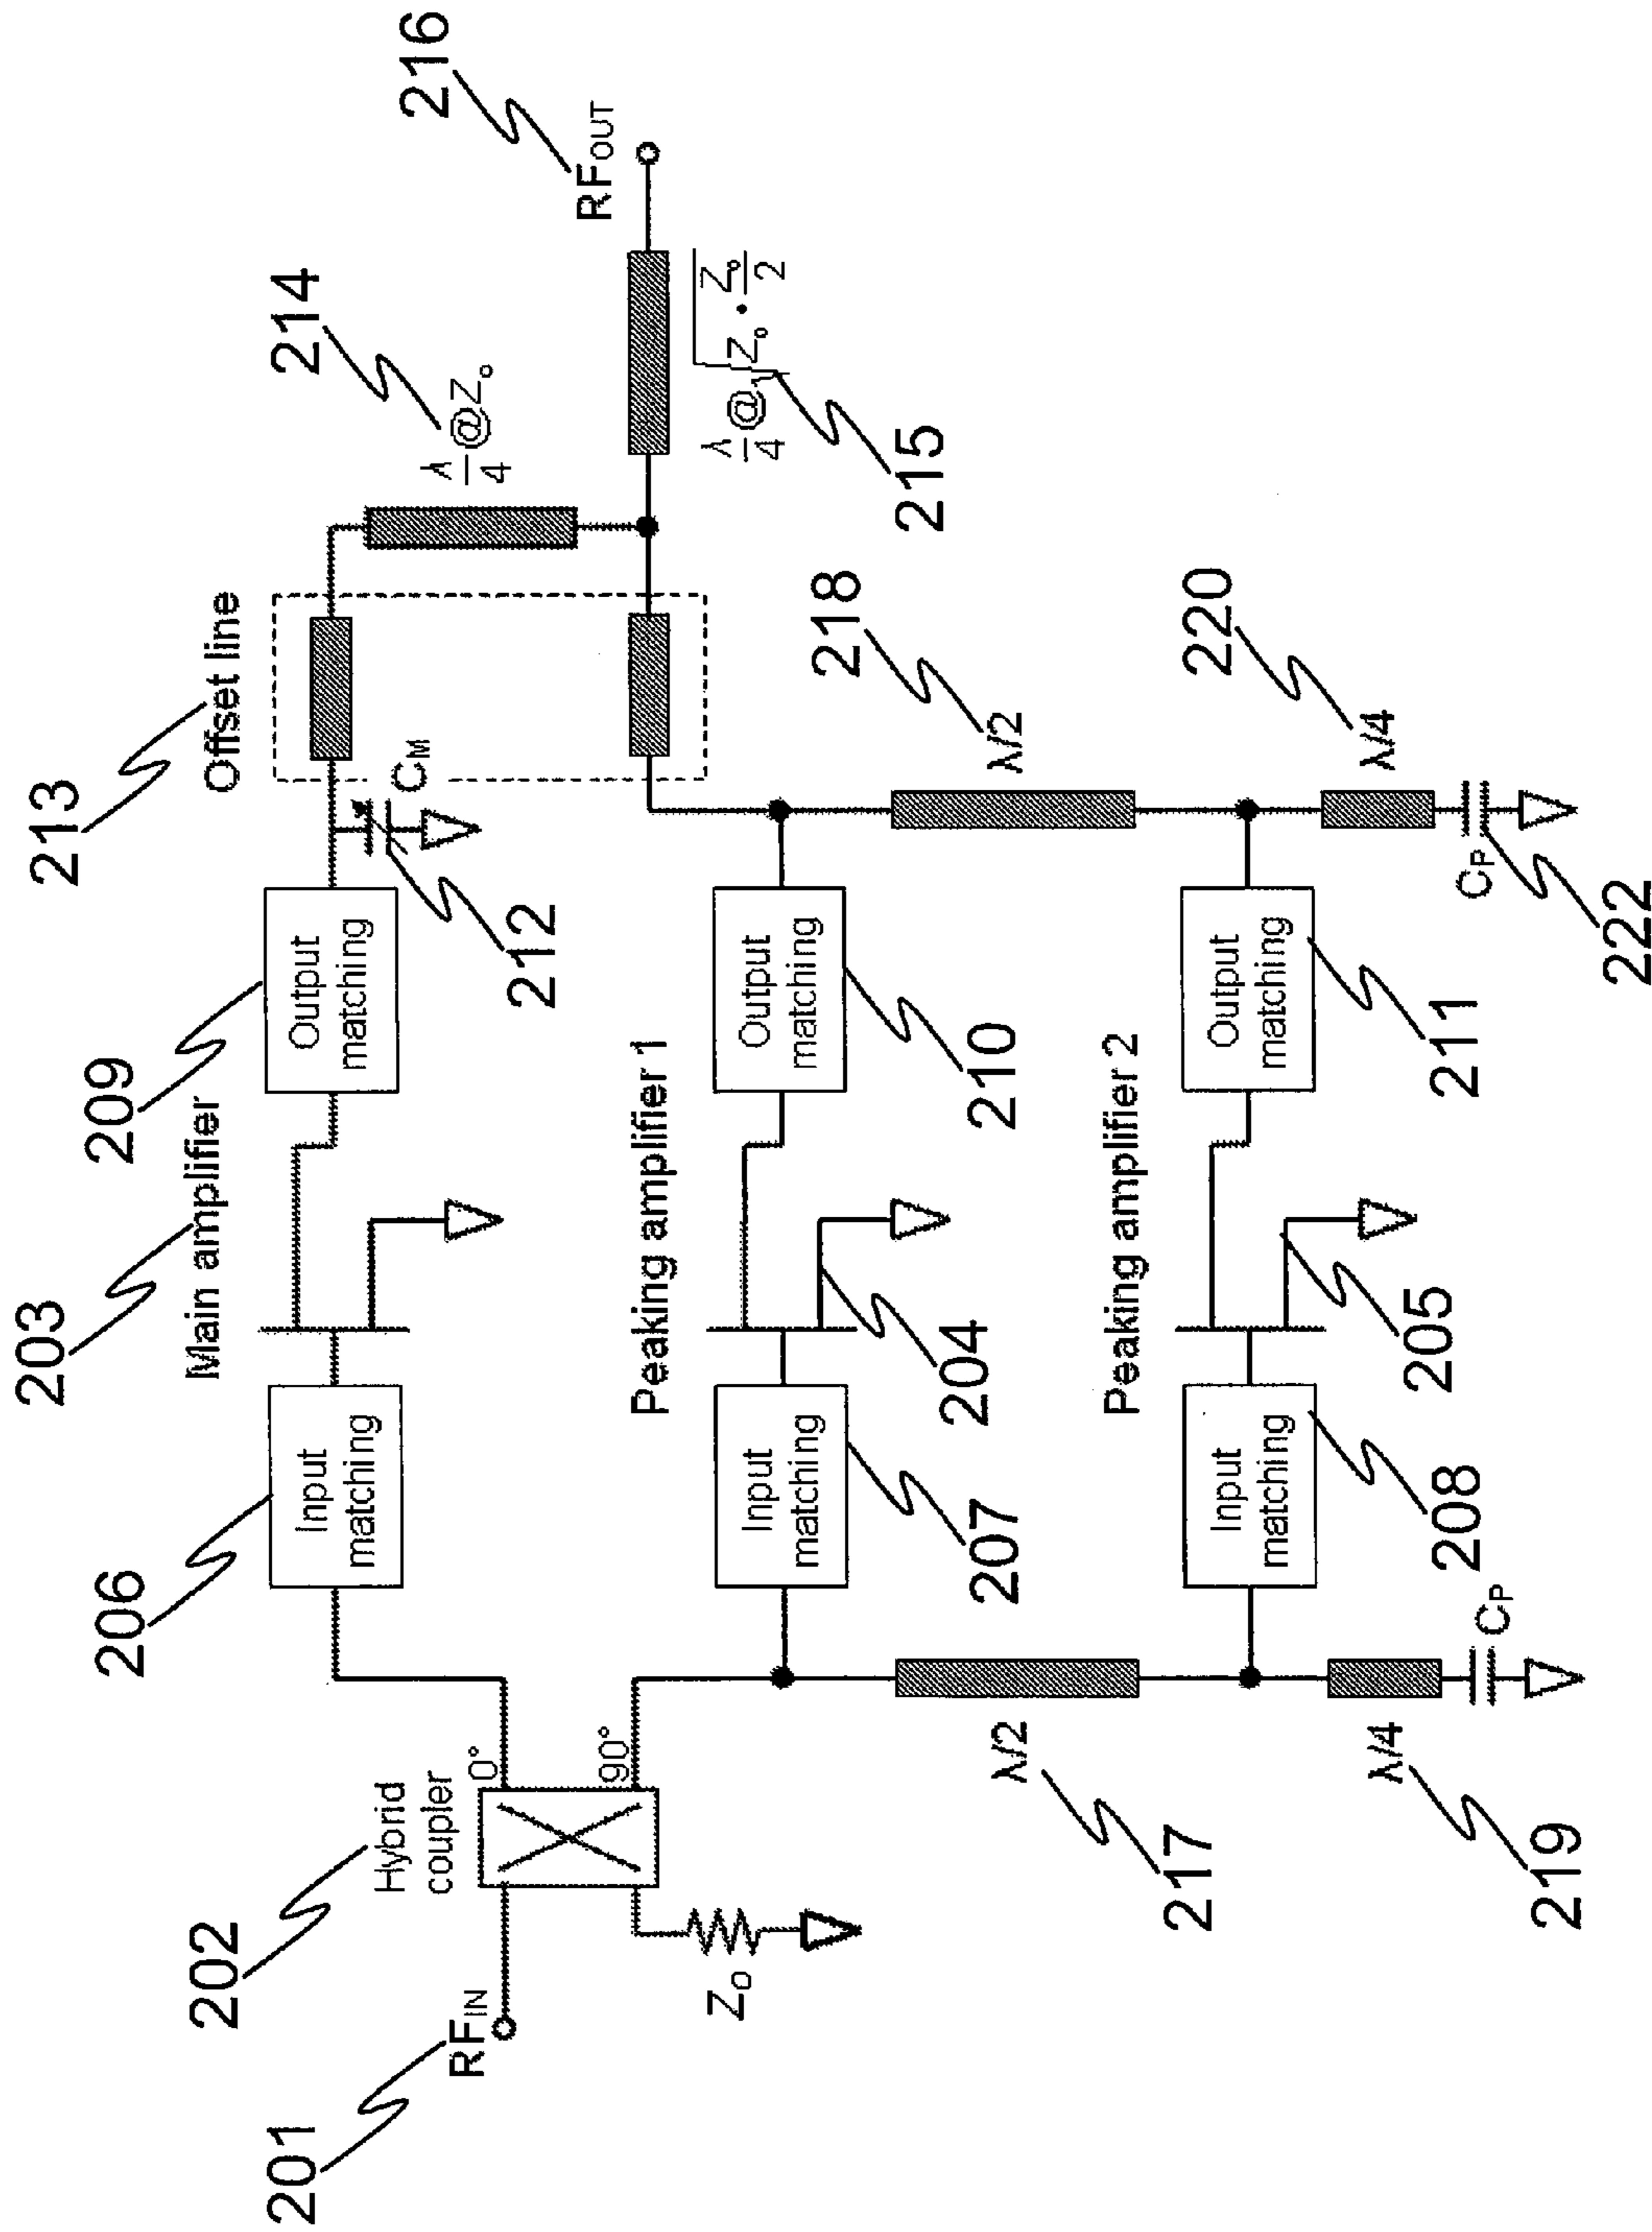 201
RF_IN
202
Hybrid
coupler
0°
90°
Z_O
203
Main amplifier
206
Input
matching
209
Output
matching
212
C_M
213
Offset line
214
λ/4 @Z_o
215
λ/4 @√(Z_o · Z_o/2)
216
RF_OUT
Peaking amplifier 1
204
207
Input
matching
210
Output
matching
217
λ/2
218
λ/2
Peaking amplifier 2
205
208
Input
matching
211
Output
matching
219
λ/4
C_P
220
λ/4
C_P
222